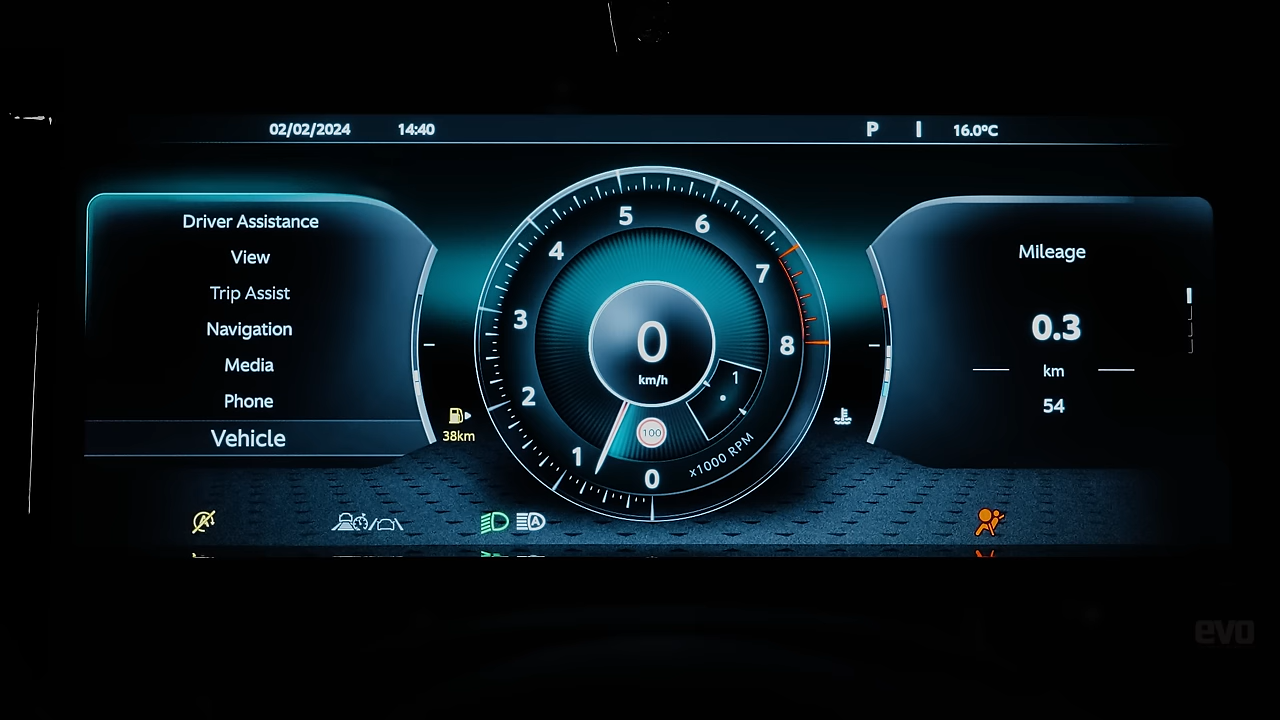 02/02/2024 14:40 P 16.0°C
Driver Assistance
View
Trip Assist
Navigation
Media
Phone
Vehicle
38km
5
6
4
7
3
8
2
1
0
0
km/h
1
100
x1000 RPM
A
Mileage
0.3
km
54
evo